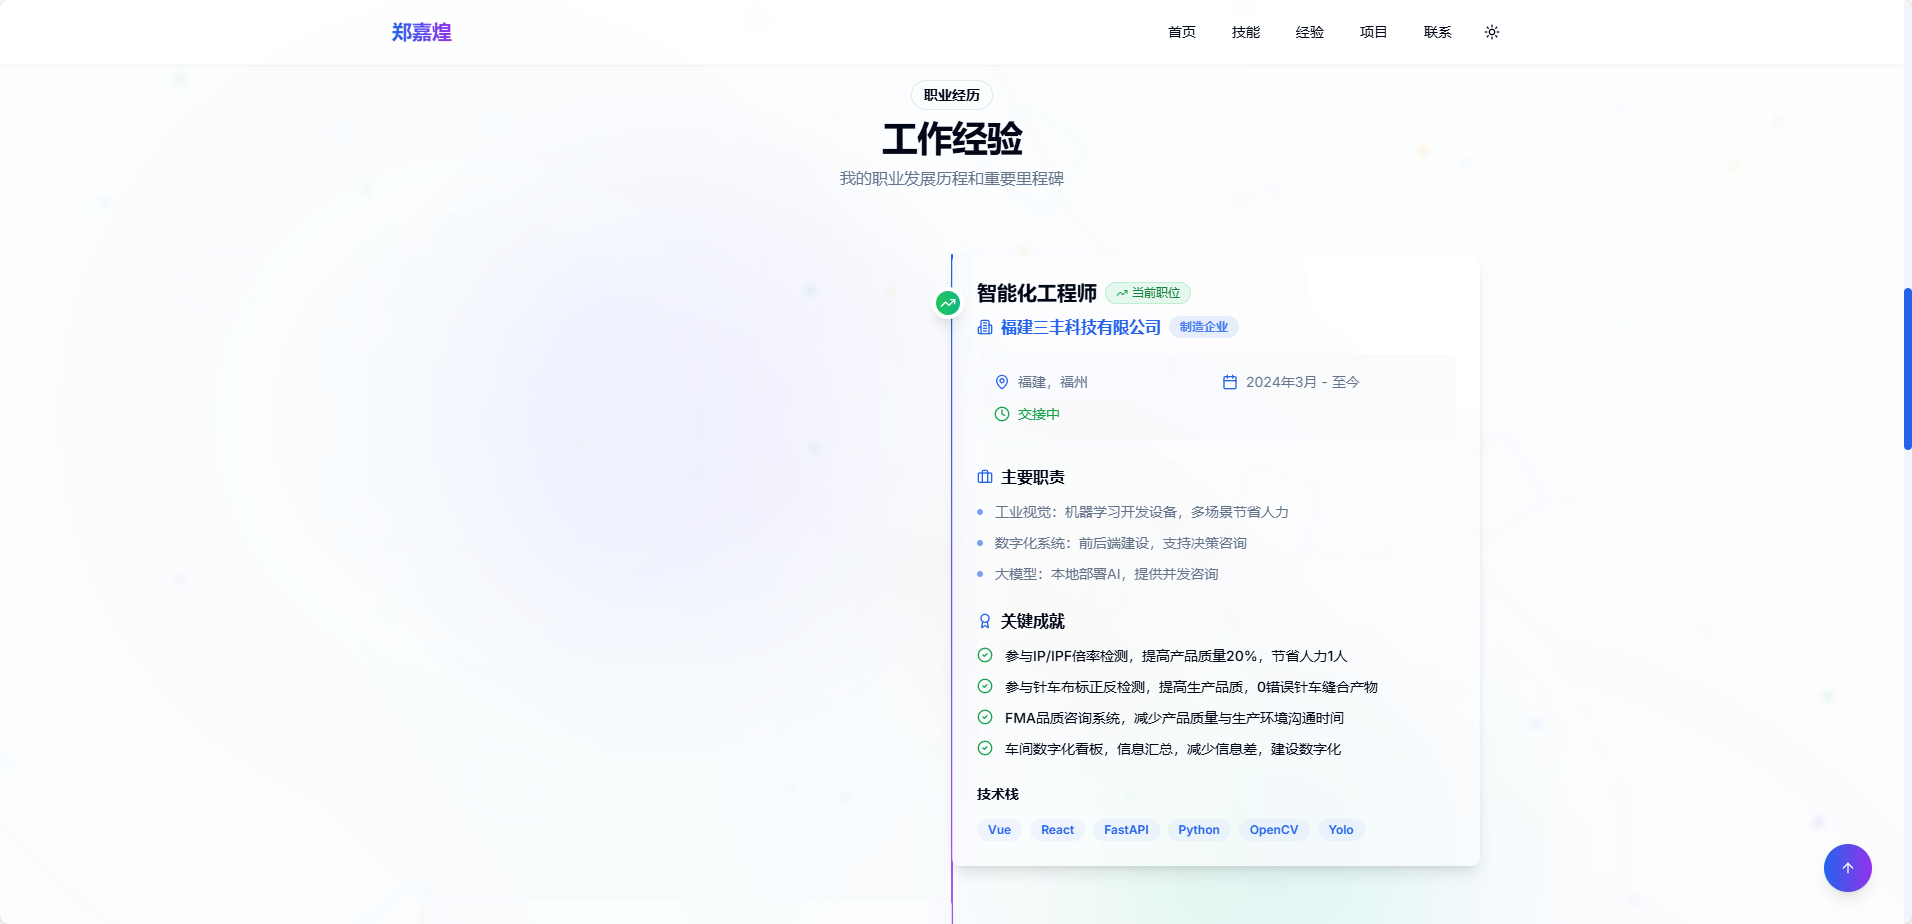 郑嘉煌
首页 技能 经验 项目 联系
职业经历
工作经验
我的职业发展历程和重要里程碑
智能化工程师 当前职位
福建三丰科技有限公司 制造企业
福建，福州 2024年3月 - 至今
交接中
主要职责
工业视觉：机器学习开发设备，多场景节省人力
数字化系统：前后端建设，支持决策咨询
大模型：本地部署AI，提供并发咨询
关键成就
参与IP/IPF倍率检测，提高产品质量20%，节省人力1人
参与针车布标正反检测，提高生产品质，0错误针车缝合产物
FMA品质咨询系统，减少产品质量与生产环境沟通时间
车间数字化看板，信息汇总，减少信息差，建设数字化
技术栈
Vue React FastAPI Python OpenCV Yolo